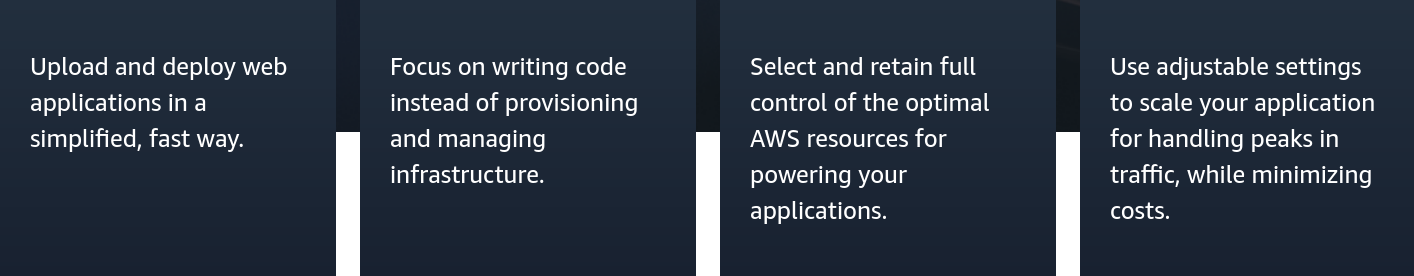 Upload and deploy web
applications in a
simplified, fast way.
Focus on writing code
instead of provisioning
and managing
infrastructure.
Select and retain full
control of the optimal
AWS resources for
powering your
applications.
Use adjustable settings
to scale your application
for handling peaks in
traffic, while minimizing
costs.